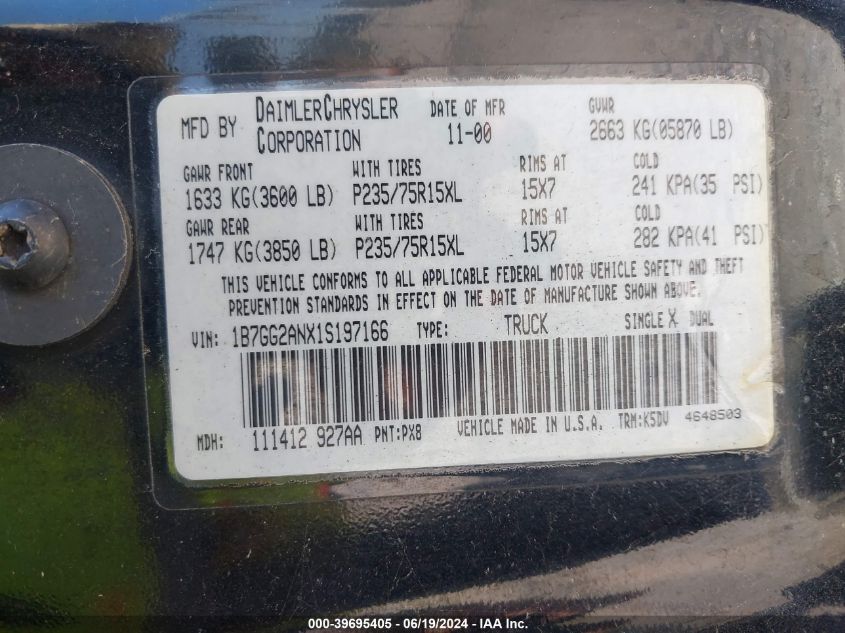 MFD BY DAIMLERCHRYSLER CORPORATION DATE OF MFR 11-00 GVWR 2663 KG(05870 LB)
GAWR FRONT WITH TIRES RIMS AT COLD
1633 KG(3600 LB) P235/75R15XL 15X7 241 KPA(35 PSI)
GAWR REAR WITH TIRES RIMS AT COLD
1747 KG(3850 LB) P235/75R15XL 15X7 282 KPA(41 PSI)
THIS VEHICLE CONFORMS TO ALL APPLICABLE FEDERAL MOTOR VEHICLE SAFETY AND THEFT
PREVENTION STANDARDS IN EFFECT ON THE DATE OF MANUFACTURE SHOWN ABOVE.
VIN: 1B7GG2ANX1S197166 TYPE: TRUCK SINGLE X DUAL
MDH: 111412 927AA PNT:PX8 VEHICLE MADE IN U.S.A. TRM:K5DV 4648503
000-39695405 - 06/19/2024 - IAA Inc.